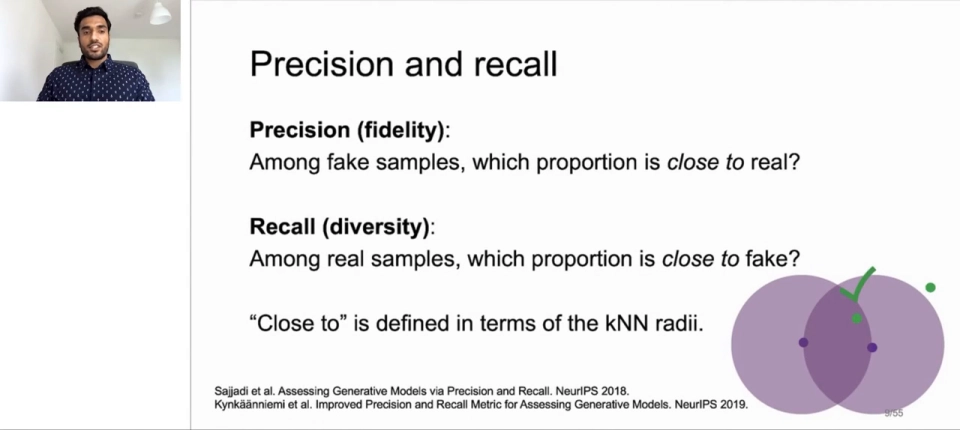 Precision and recall
Precision (fidelity):
Among fake samples, which proportion is close to real?
Recall (diversity):
Among real samples, which proportion is close to fake?
“Close to” is defined in terms of the kNN radii.
Sajjadi et al. Assessing Generative Models via Precision and Recall. NeurIPS 2018.
Kynkäänniemi et al. Improved Precision and Recall Metric for Assessing Generative Models. NeurIPS 2019.
9/55